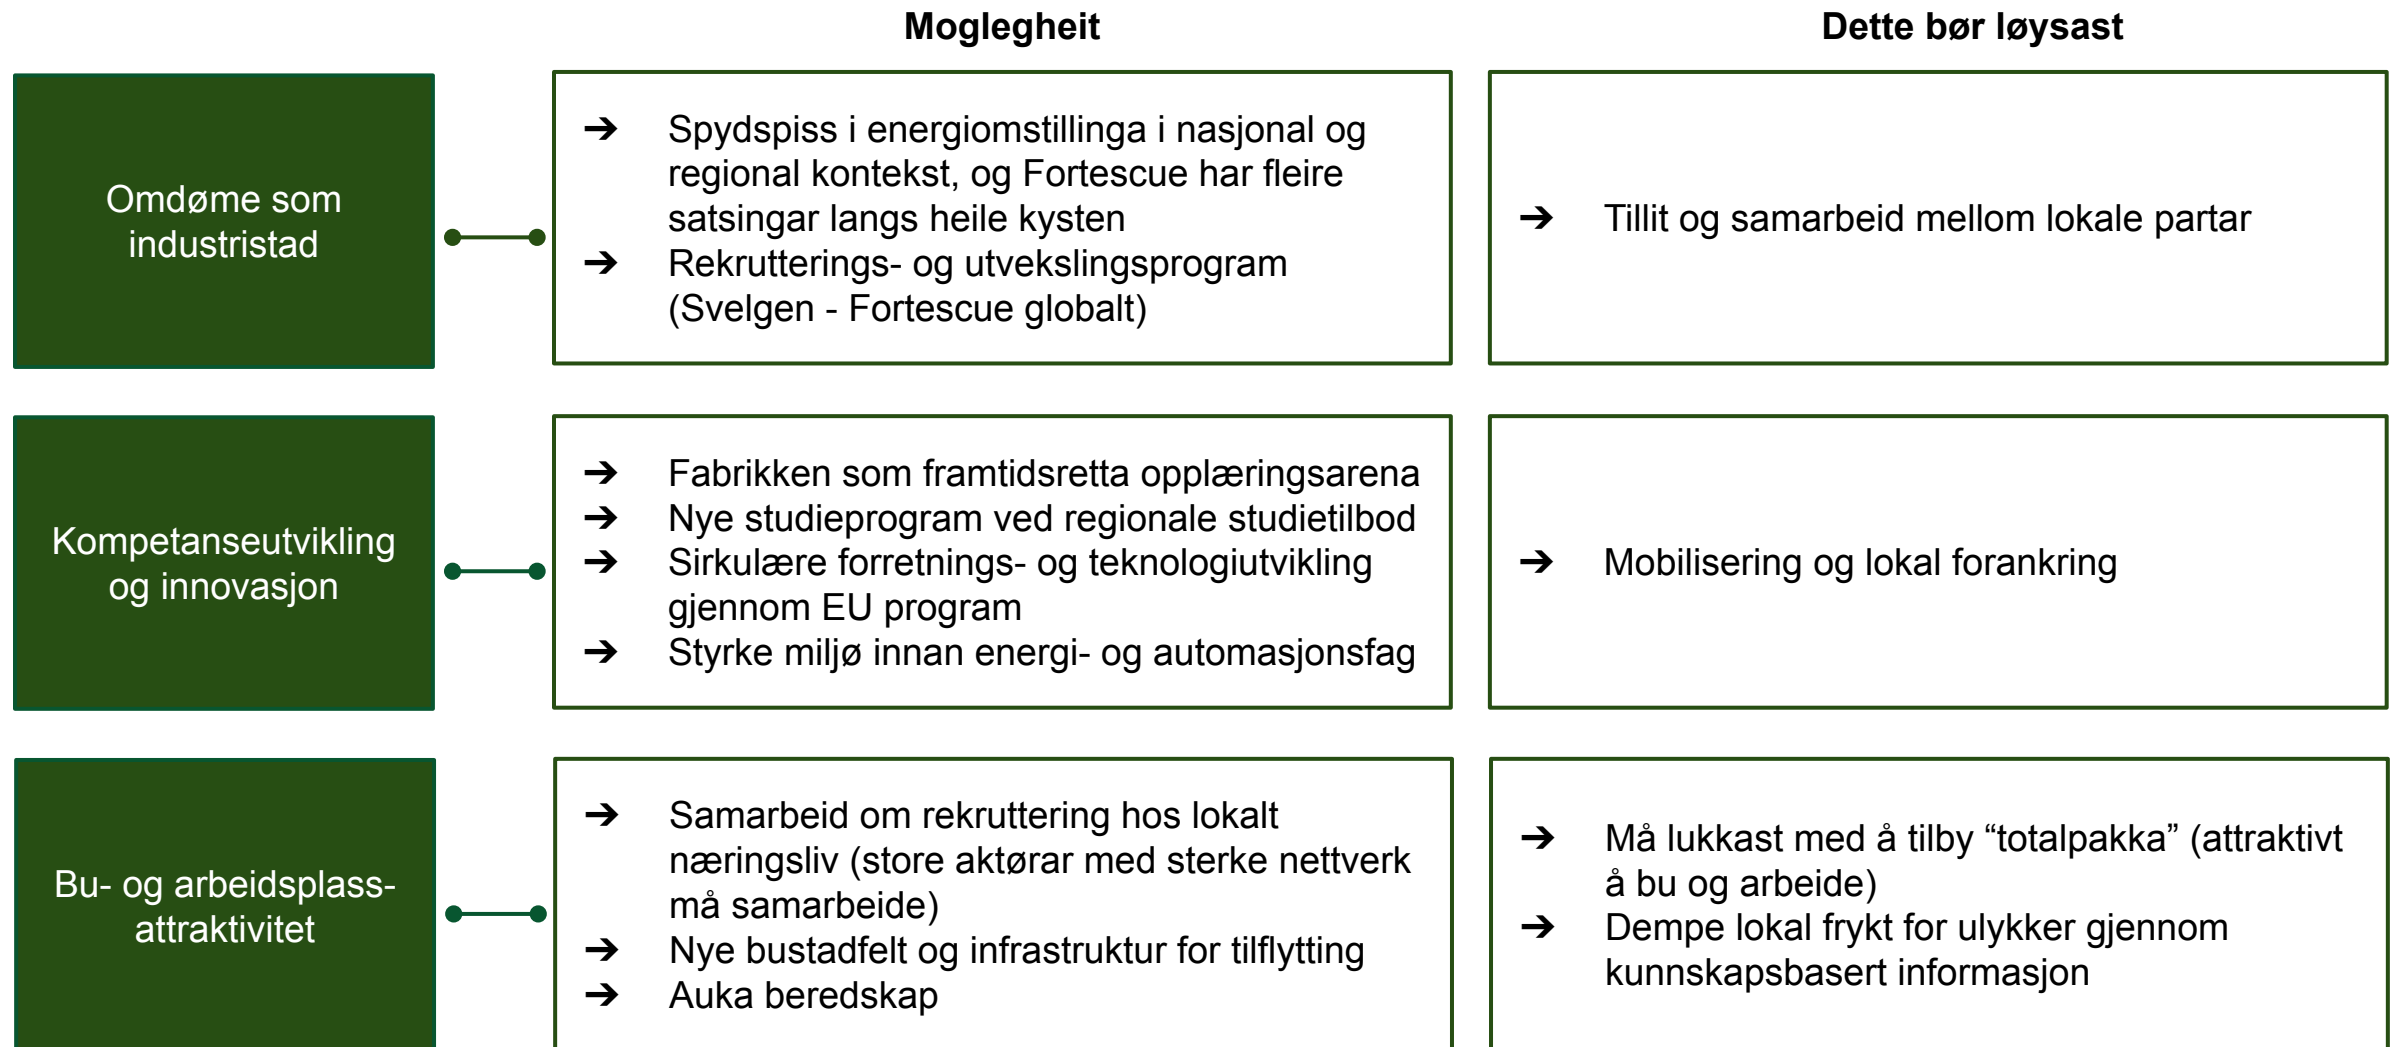 Moglegheit
Dette bør løysast
Omdøme som
industristad
➔ Spydspiss i energiomstillinga i nasjonal og
regional kontekst, og Fortescue har fleire
satsingar langs heile kysten
➔ Rekrutterings- og utvekslingsprogram
(Svelgen - Fortescue globalt)
➔ Tillit og samarbeid mellom lokale partar
Kompetanseutvikling
og innovasjon
➔ Fabrikken som framtidsretta opplæringsarena
➔ Nye studieprogram ved regionale studietilbod
➔ Sirkulære forretnings- og teknologiutvikling
gjennom EU program
➔ Styrke miljø innan energi- og automasjonsfag
➔ Mobilisering og lokal forankring
Bu- og arbeidsplass-
attraktivitet
➔ Samarbeid om rekruttering hos lokalt
næringsliv (store aktørar med sterke nettverk
må samarbeide)
➔ Nye bustadfelt og infrastruktur for tilflytting
➔ Auka beredskap
➔ Må lukkast med å tilby “totalpakka” (attraktivt
å bu og arbeide)
➔ Dempe lokal frykt for ulykker gjennom
kunnskapsbasert informasjon